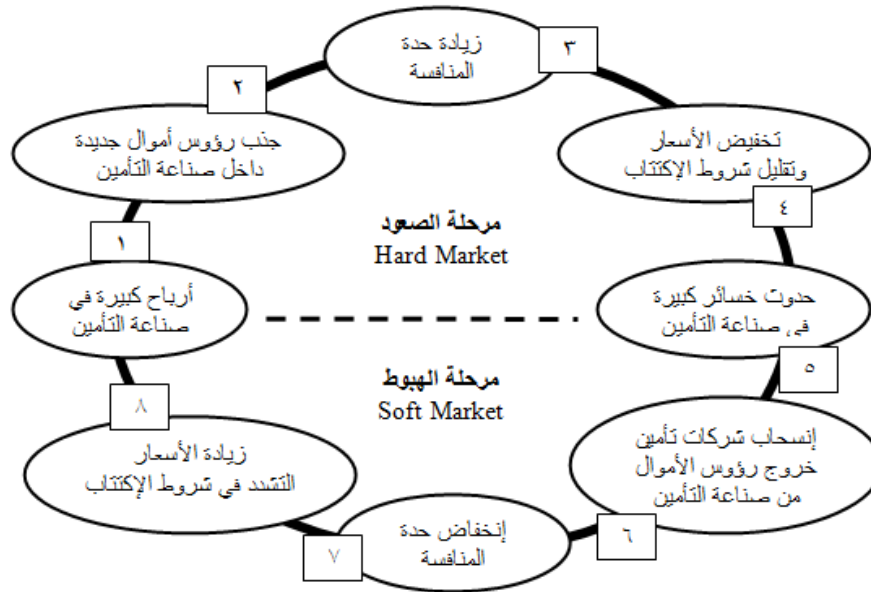 زيادة حدة
المنافسة
٣
٢
جذب رؤوس أموال جديدة
داخل صناعة التأمين
تخفيض الأسعار
وتقليل شروط الإكتتاب
٤
مرحلة الصعود
Hard Market
١
أرباح كبيرة في
صناعة التأمين
حدوث خسائر كبيرة
في صناعة التأمين
٥
مرحلة الهبوط
Soft Market
٨
زيادة الأسعار
التشدد في شروط الإكتتاب
إنسحاب شركات تأمين
خروج رؤوس الأموال
من صناعة التأمين
٦
إنخفاض حدة
المنافسة
٧